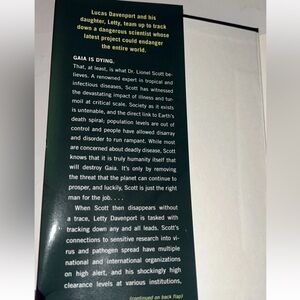 Lucas Davenport and his
daughter, Letty, team up to track
down a dangerous scientist whose
latest project could endanger
the entire world.
GAIA IS DYING.
That, at least, is what Dr. Lionel Scott be-
lieves. A renowned expert in tropical and
infectious diseases, Scott has witnessed
the devastating impact of illness and tur-
moil at critical scale. Society as it exists
is untenable, and the direct link to Earth's
death spiral; population levels are out of
control and people have allowed disarray
and disorder to run rampant. While most
are concerned about deadly disease, Scott
knows that it is truly humanity itself that
will destroy Gaia. It's only by removing
the threat that the planet can continue to
prosper, and luckily, Scott is just the right
man for the job. . . .
When Scott then disappears without
a trace, Letty Davenport is tasked with
tracking down any and all leads. Scott's
connections to sensitive research into vi-
rus and pathogen spread have multiple
national and international organizations
on high alert, and his shockingly high
clearance levels at various institutions,
(continued on back flap)